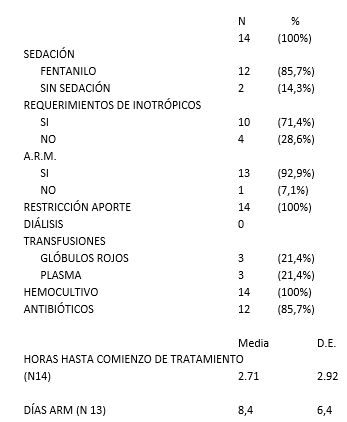 N %
14 (100%)
SEDACIÓN
FENTANILO 12 (85,7%)
SIN SEDACIÓN 2 (14,3%)
REQUERIMIENTOS DE INOTRÓPICOS
SI 10 (71,4%)
NO 4 (28,6%)
A.R.M.
SI 13 (92,9%)
NO 1 (7,1%)
RESTRICCIÓN APORTE 14 (100%)
DIÁLISIS 0
TRANSFUSIONES
GLÓBULOS ROJOS 3 (21,4%)
PLASMA 3 (21,4%)
HEMOCULTIVO 14 (100%)
ANTIBIÓTICOS 12 (85,7%)
Media D.E.
HORAS HASTA COMIENZO DE TRATAMIENTO
(N14) 2.71 2.92
DÍAS ARM (N 13) 8,4 6,4